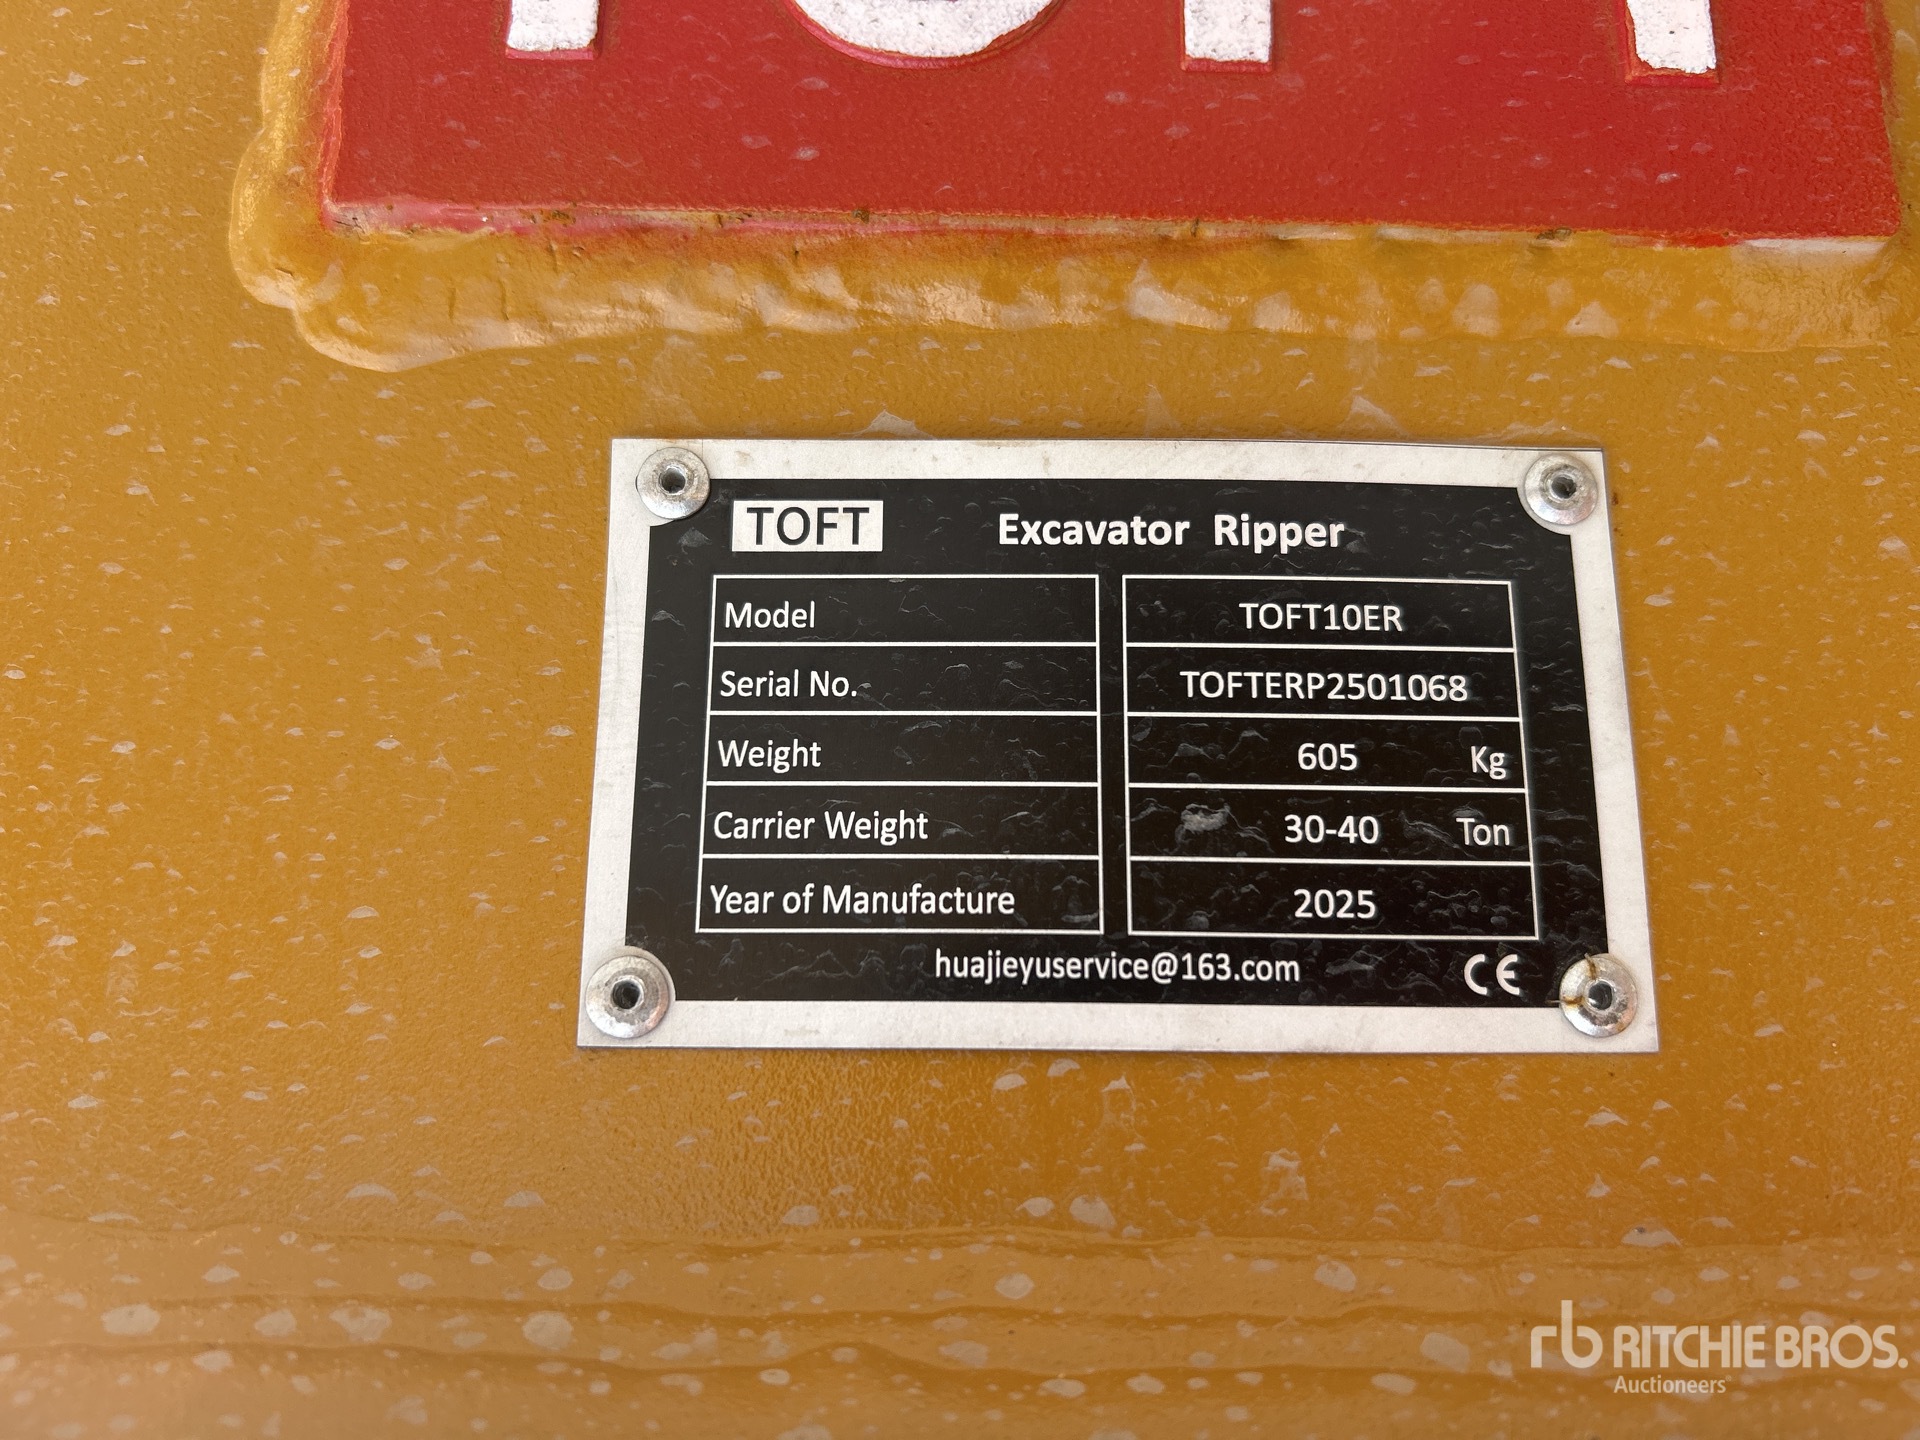 TOFT Excavator Ripper
Model TOFT10ER
Serial No. TOFTERP2501068
Weight 605 Kg
Carrier Weight 30-40 Ton
Year of Manufacture 2025
huajieyuservice@163.com CE
rb RITCHIE BROS.
Auctioneers